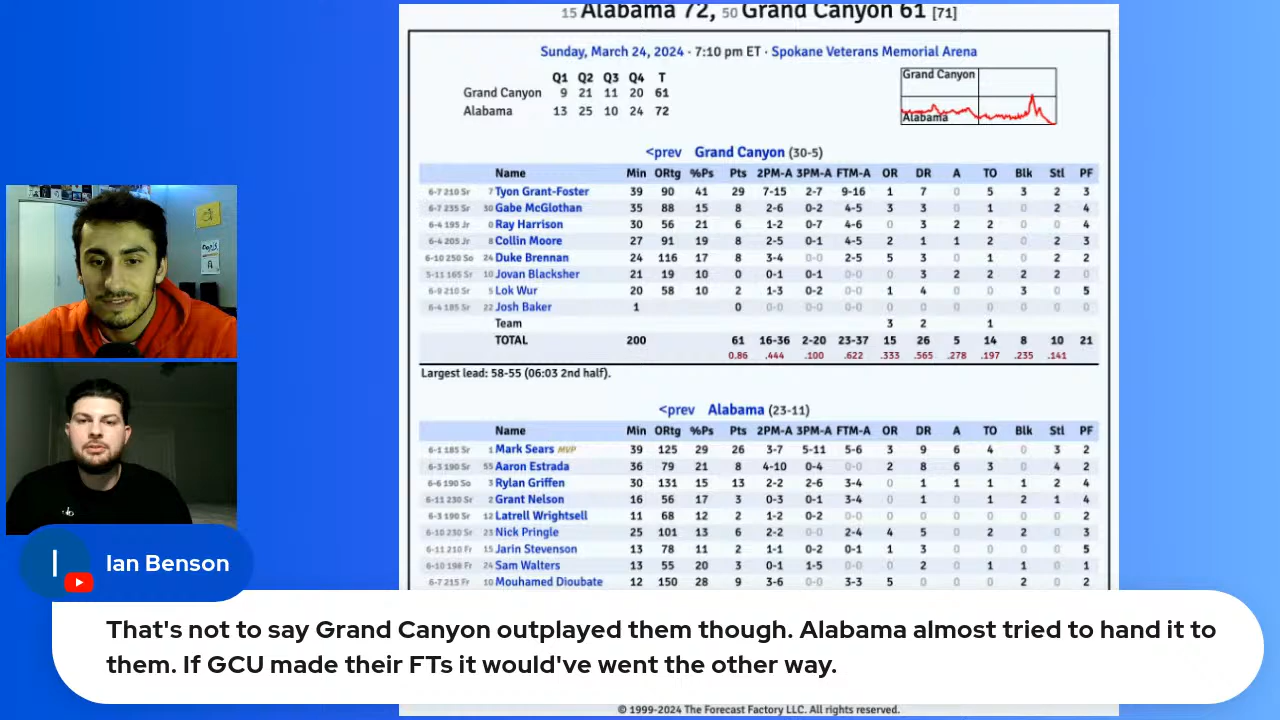 15 Alabama 72, 50 Grand Canyon 61 [71]
Sunday, March 24, 2024 · 7:10 pm ET · Spokane Veterans Memorial Arena
Q1 Q2 Q3 Q4 T
Grand Canyon 9 21 11 20 61
Alabama 13 25 10 24 72
Grand Canyon
Alabama
<prev Grand Canyon (30-5)
Name Min ORtg %Ps Pts 2PM-A 3PM-A FTM-A OR DR A TO Blk Stl PF
6-7 210 Sr 7 Tyon Grant-Foster 39 90 41 29 7-15 2-7 9-16 1 7 0 5 3 2 3
6-7 235 Sr 30 Gabe McGlothan 35 88 15 8 2-6 0-2 4-5 3 3 0 1 0 2 4
6-4 195 Jr 0 Ray Harrison 30 56 21 6 1-2 0-7 4-6 0 3 2 2 0 0 4
6-4 205 Jr 8 Collin Moore 27 91 19 8 2-5 0-1 4-5 2 1 1 2 0 2 3
6-10 250 So 24 Duke Brennan 24 116 17 8 3-4 0-0 2-5 5 3 0 1 0 2 2
5-11 165 Sr 10 Jovan Blacksher 21 19 10 0 0-1 0-1 0-0 0 3 2 2 2 2 0
6-9 210 Sr 5 Lok Wur 20 58 10 2 1-3 0-2 0-0 1 4 0 0 3 0 5
6-4 185 Sr 22 Josh Baker 1 0 0-0 0-0 0-0 0 0 0 0 0 0 0
Team 3 2 1
TOTAL 200 61 16-36 2-20 23-37 15 26 5 14 8 10 21
0.86 .444 .100 .622 .333 .565 .278 .197 .235 .141
Largest lead: 58-55 (06:03 2nd half).
<prev Alabama (23-11)
Name Min ORtg %Ps Pts 2PM-A 3PM-A FTM-A OR DR A TO Blk Stl PF
6-1 185 Sr 1 Mark Sears MVP 39 125 29 26 3-7 5-11 5-6 3 9 6 4 0 3 2
6-3 190 Sr 55 Aaron Estrada 36 79 21 8 4-10 0-4 0-0 2 8 6 3 0 4 2
6-6 190 So 3 Rylan Griffen 30 131 15 13 2-2 2-6 3-4 0 1 1 1 1 2 4
6-11 230 Sr 2 Grant Nelson 16 56 17 3 0-3 0-1 3-4 0 1 0 1 2 1 4
6-3 190 Sr 12 Latrell Wrightsell 11 68 12 2 1-2 0-2 0-0 0 0 0 0 0 0 2
6-10 230 Sr 23 Nick Pringle 25 101 13 6 2-2 0-0 2-4 4 5 0 2 2 0 3
6-11 210 Fr 15 Jarin Stevenson 13 78 11 2 1-1 0-2 0-1 1 3 0 0 0 0 5
6-10 198 Fr 24 Sam Walters 13 55 20 3 0-1 1-5 0-0 0 2 0 1 1 0 1
6-7 215 Fr 10 Mouhamed Dioubate 12 150 28 9 3-6 0-0 3-3 5 0 0 0 2 0 2
I
Ian Benson
That's not to say Grand Canyon outplayed them though. Alabama almost tried to hand it to
them. If GCU made their FTs it would've went the other way.
© 1999-2024 The Forecast Factory LLC. All rights reserved.